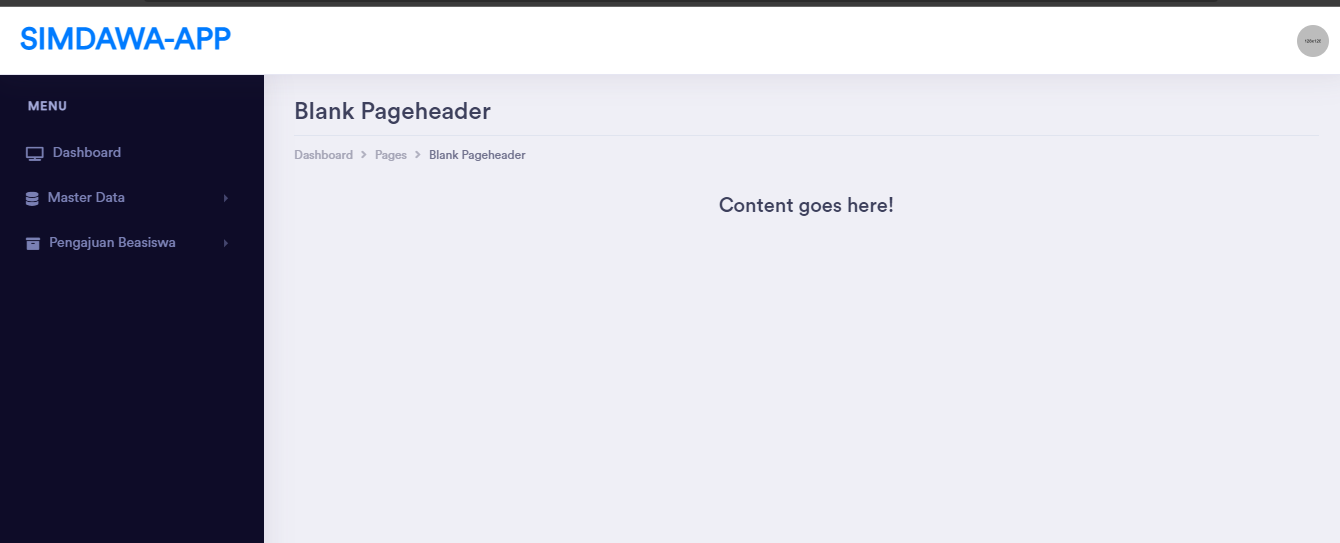 SIMDAWA-APP
MENU
Dashboard
Master Data
Pengajuan Beasiswa
Blank Pageheader
Dashboard > Pages > Blank Pageheader
Content goes here!